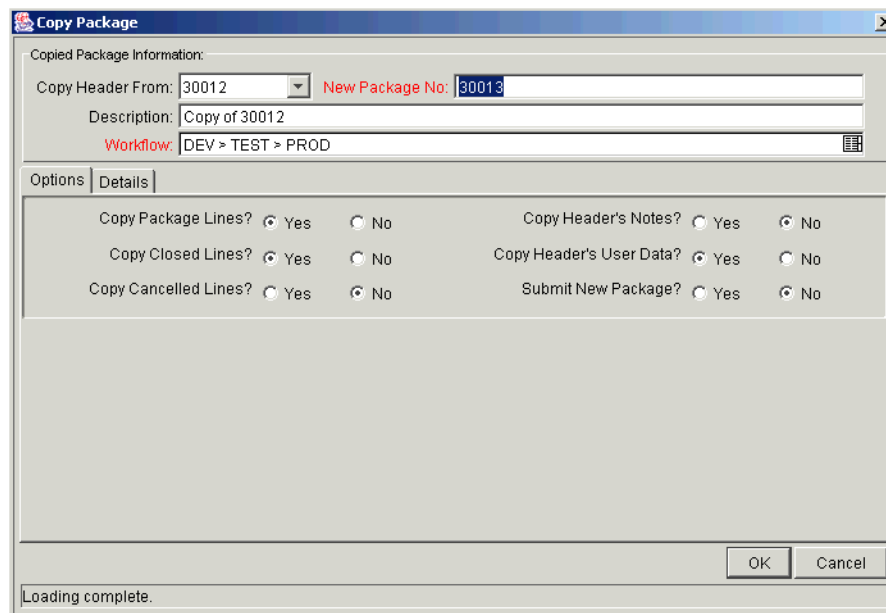 Copy Package
Copied Package Information:
Copy Header From: 30012 New Package No: 30013
Description: Copy of 30012
Workflow: DEV > TEST > PROD
Options Details
Copy Package Lines? Yes No Copy Header's Notes? Yes No
Copy Closed Lines? Yes No Copy Header's User Data? Yes No
Copy Cancelled Lines? Yes No Submit New Package? Yes No
OK Cancel
Loading complete.